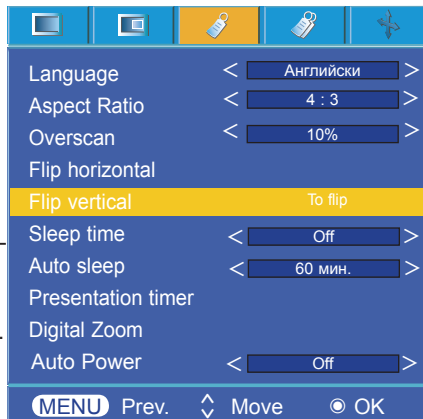 Language < Английски >
Aspect Ratio < 4 : 3 >
Overscan < 10% >
Flip horizontal
Flip vertical To flip
Sleep time < Off >
Auto sleep < 60 мин. >
Presentation timer
Digital Zoom
Auto Power < Off >
MENU Prev. Move OK